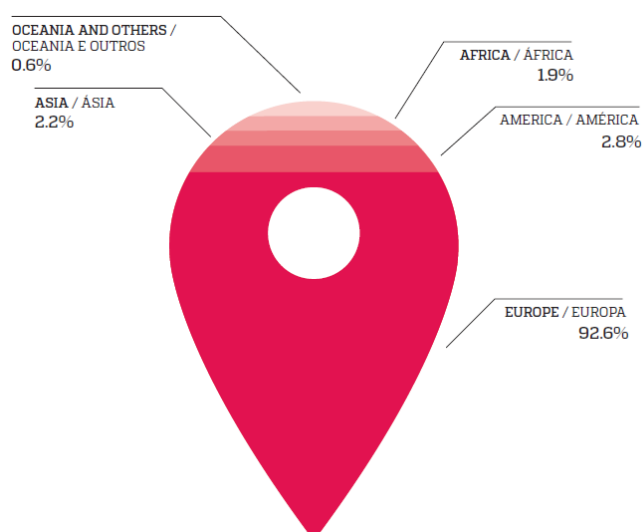 OCEANIA AND OTHERS /
OCEANIA E OUTROS
0.6%
AFRICA / ÁFRICA
1.9%
ASIA / ÁSIA
2.2%
AMERICA / AMÉRICA
2.8%
EUROPE / EUROPA
92.6%